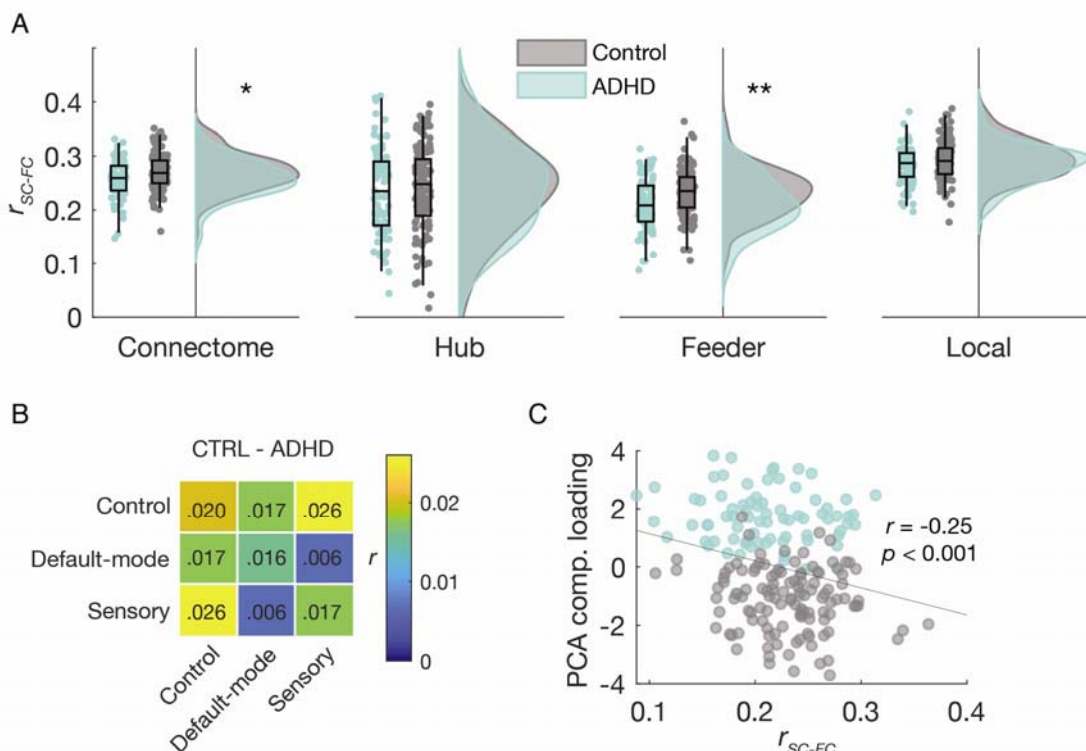 A
Control
ADHD
r SC-FC
0.4
0.3
0.2
0.1
0
*
**
Connectome
Hub
Feeder
Local
B
CTRL - ADHD
Control
Default-mode
Sensory
.020 .017 .026
.017 .016 .006
.026 .006 .017
Control
Default-mode
Sensory
r
0.02
0.01
0
C
PCA comp. loading
4
2
0
-2
-4
r = -0.25
p < 0.001
0.1 0.2 0.3 0.4
r SC-FC